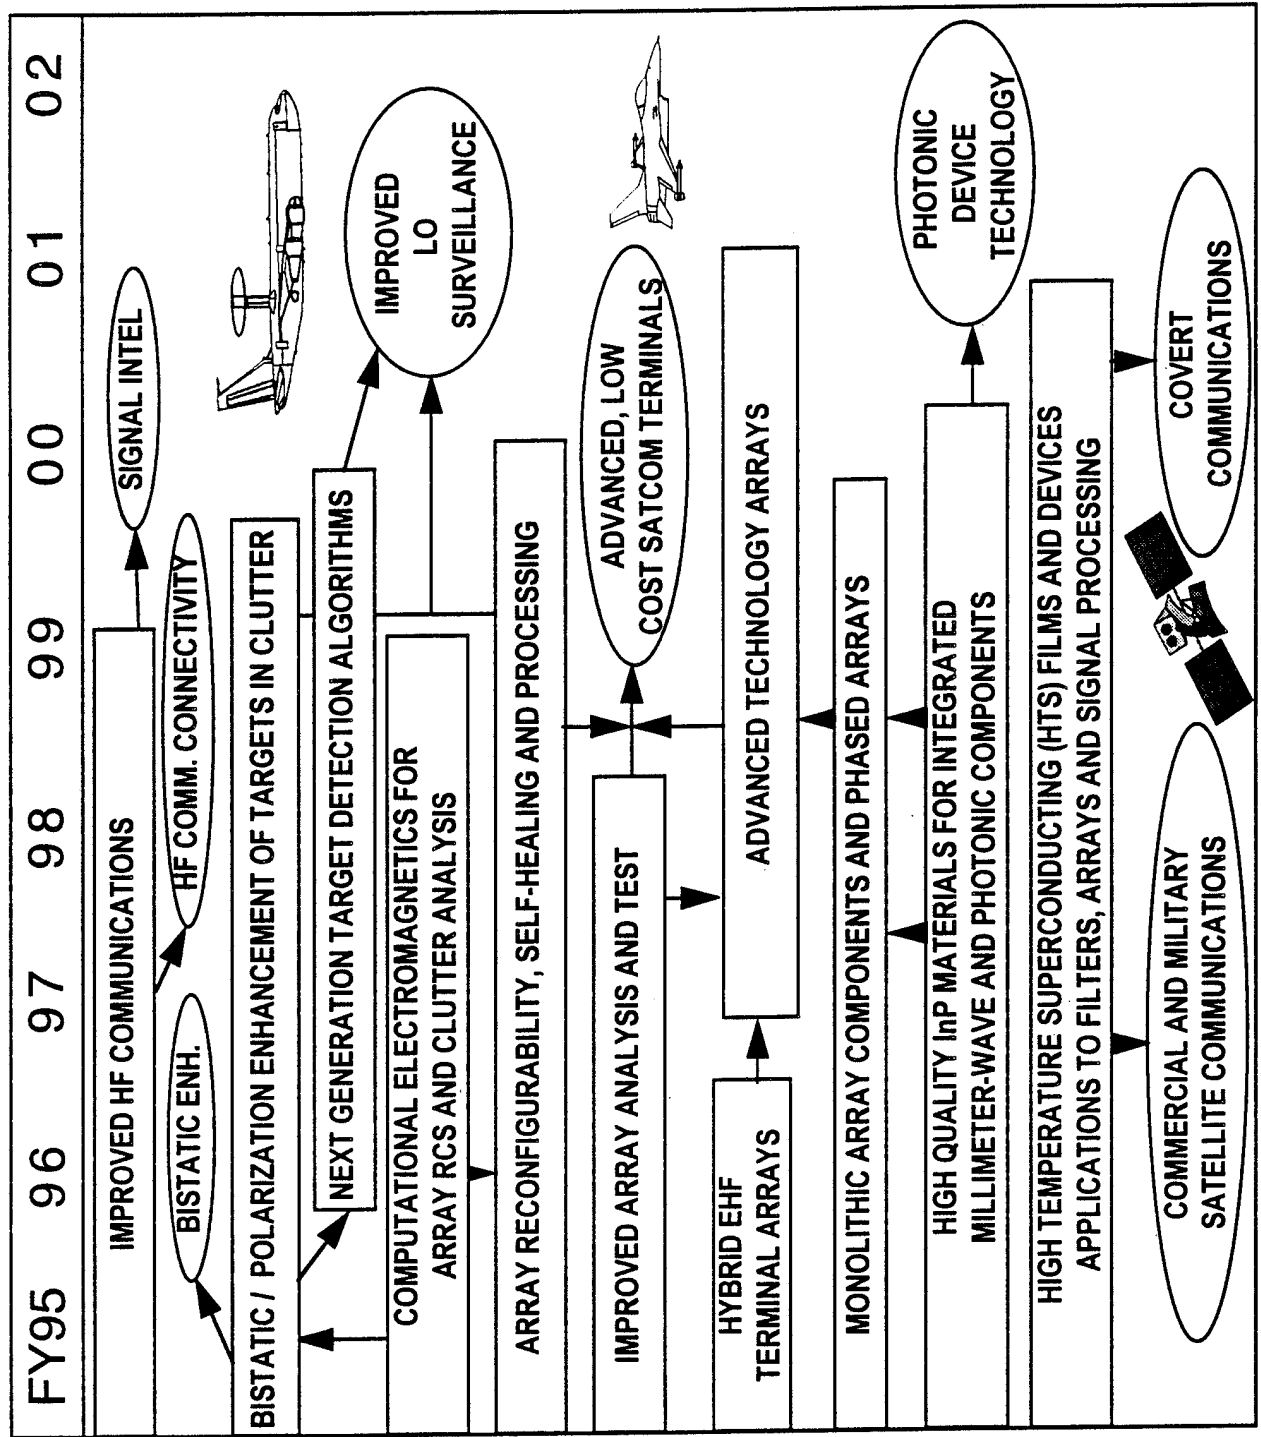 FY95 96 97 98 99 00 01 02
IMPROVED HF COMMUNICATIONS
SIGNAL INTEL
BISTATIC ENH.
HF COMM. CONNECTIVITY
BISTATIC / POLARIZATION ENHANCEMENT OF TARGETS IN CLUTTER
NEXT GENERATION TARGET DETECTION ALGORITHMS
IMPROVED
LO
SURVEILLANCE
COMPUTATIONAL ELECTROMAGNETICS FOR
ARRAY RCS AND CLUTTER ANALYSIS
ARRAY RECONFIGURABILITY, SELF-HEALING AND PROCESSING
IMPROVED ARRAY ANALYSIS AND TEST
ADVANCED, LOW
COST SATCOM TERMINALS
HYBRID EHF
TERMINAL ARRAYS
ADVANCED TECHNOLOGY ARRAYS
MONOLITHIC ARRAY COMPONENTS AND PHASED ARRAYS
HIGH QUALITY InP MATERIALS FOR INTEGRATED
MILLIMETER-WAVE AND PHOTONIC COMPONENTS
PHOTONIC
DEVICE
TECHNOLOGY
HIGH TEMPERATURE SUPERCONDUCTING (HTS) FILMS AND DEVICES
APPLICATIONS TO FILTERS, ARRAYS AND SIGNAL PROCESSING
COMMERCIAL AND MILITARY
SATELLITE COMMUNICATIONS
COVERT
COMMUNICATIONS